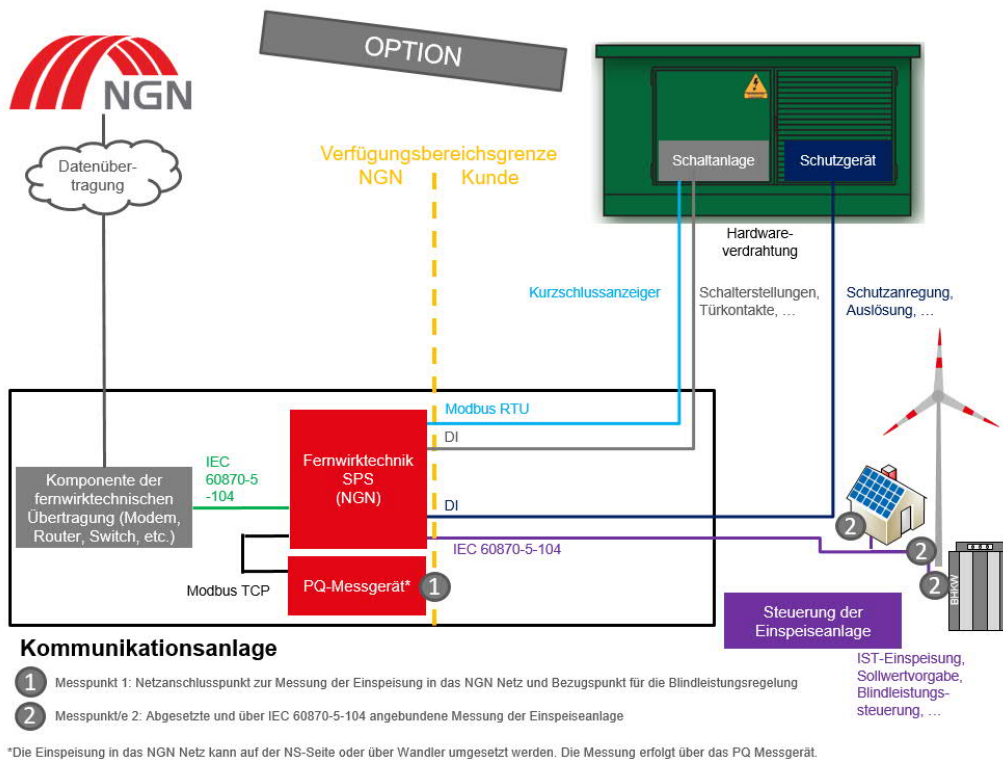 OPTION
NGN
Datenüber-
tragung
Verfügungsbereichsgrenze
NGN Kunde
Schaltanlage
Schutzgerät
Hardware-
verdrahtung
Kurzschlussanzeiger
Schalterstellungen,
Türkontakte, ...
Schutzanregung,
Auslösung, ...
Modbus RTU
DI
IEC
60870-5
-104
Fernwirktechnik
SPS
(NGN)
Komponente der
fernwirktechnischen
Übertragung (Modem,
Router, Switch, etc.)
DI
IEC 60870-5-104
Modbus TCP
PQ-Messgerät*
1
2
2
2
BHKW
Steuerung der
Einspeiseanlage
IST-Einspeisung,
Sollwertvorgabe,
Blindleistungs-
steuerung, ...
Kommunikationsanlage
1 Messpunkt 1: Netzanschlusspunkt zur Messung der Einspeisung in das NGN Netz und Bezugspunkt für die Blindleistungsregelung
2 Messpunkt/e 2: Abgesetzte und über IEC 60870-5-104 angebundene Messung der Einspeiseanlage
*Die Einspeisung in das NGN Netz kann auf der NS-Seite oder über Wandler umgesetzt werden. Die Messung erfolgt über das PQ Messgerät.